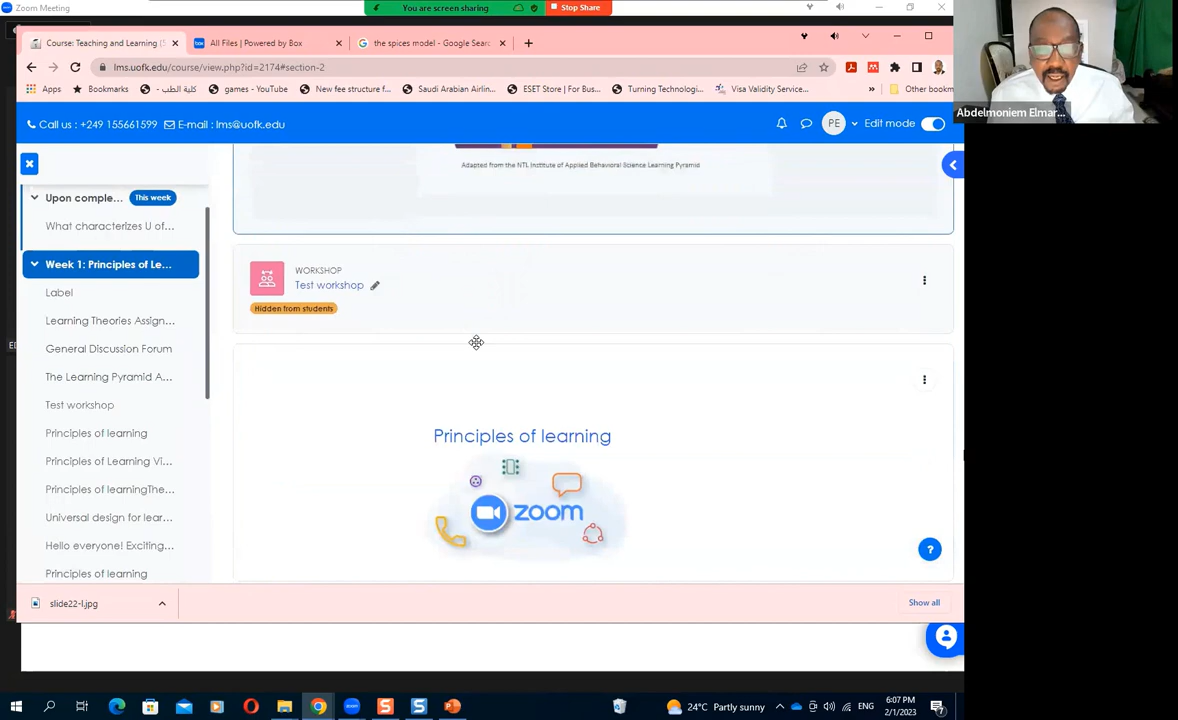 Zoom Meeting
You are screen sharing
Stop Share
Course: Teaching and Learning (S
All Files | Powered by Box
the spices model - Google Searc
lms.uofk.edu/course/view.php?id=2174#section-2
Apps
Bookmarks
كلية الطب -
games - YouTube
New fee structure f...
Saudi Arabian Airlin...
ESET Store | For Bus...
Turning Technologi...
Visa Validity Service...
»
Other bookm
Abdelmoniem Elmar...
Call us : +249 155661599
E-mail : lms@uofk.edu
PE
Edit mode
Adapted from the NTL Institute of Applied Behavioral Science Learning Pyramid
Upon comple...
This week
What characterizes U of...
Week 1: Principles of Le...
Label
Learning Theories Assign...
General Discussion Forum
The Learning Pyramid A...
Test workshop
Principles of learning
Principles of Learning Vi...
Principles of learningThe...
Universal design for lear...
Hello everyone! Exciting...
Principles of learning
WORKSHOP
Test workshop
Hidden from students
Principles of learning
zoom
?
slide22-l.jpg
Show all
24°C Partly sunny
ENG
6:07 PM
2/1/2023
7